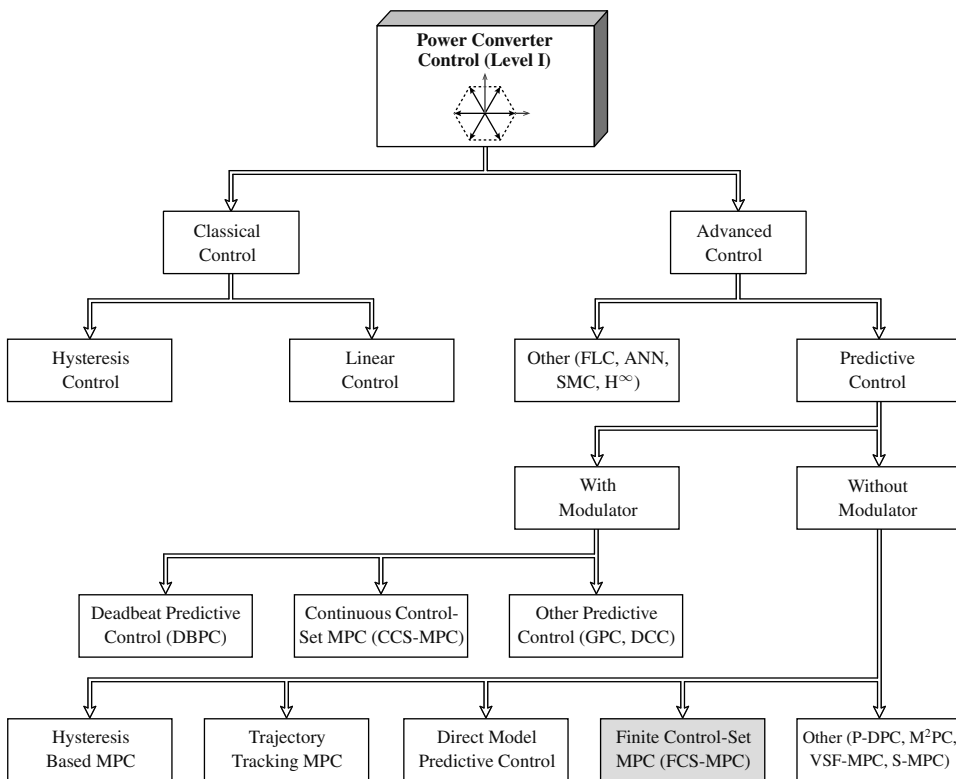 Power Converter
Control (Level I)
Classical
Control
Advanced
Control
Hysteresis
Control
Linear
Control
Other (FLC, ANN,
SMC, H∞)
Predictive
Control
With
Modulator
Without
Modulator
Deadbeat Predictive
Control (DBPC)
Continuous Control-
Set MPC (CCS-MPC)
Other Predictive
Control (GPC, DCC)
Hysteresis
Based MPC
Trajectory
Tracking MPC
Direct Model
Predictive Control
Finite Control-Set
MPC (FCS-MPC)
Other (P-DPC, M²PC,
VSF-MPC, S-MPC)